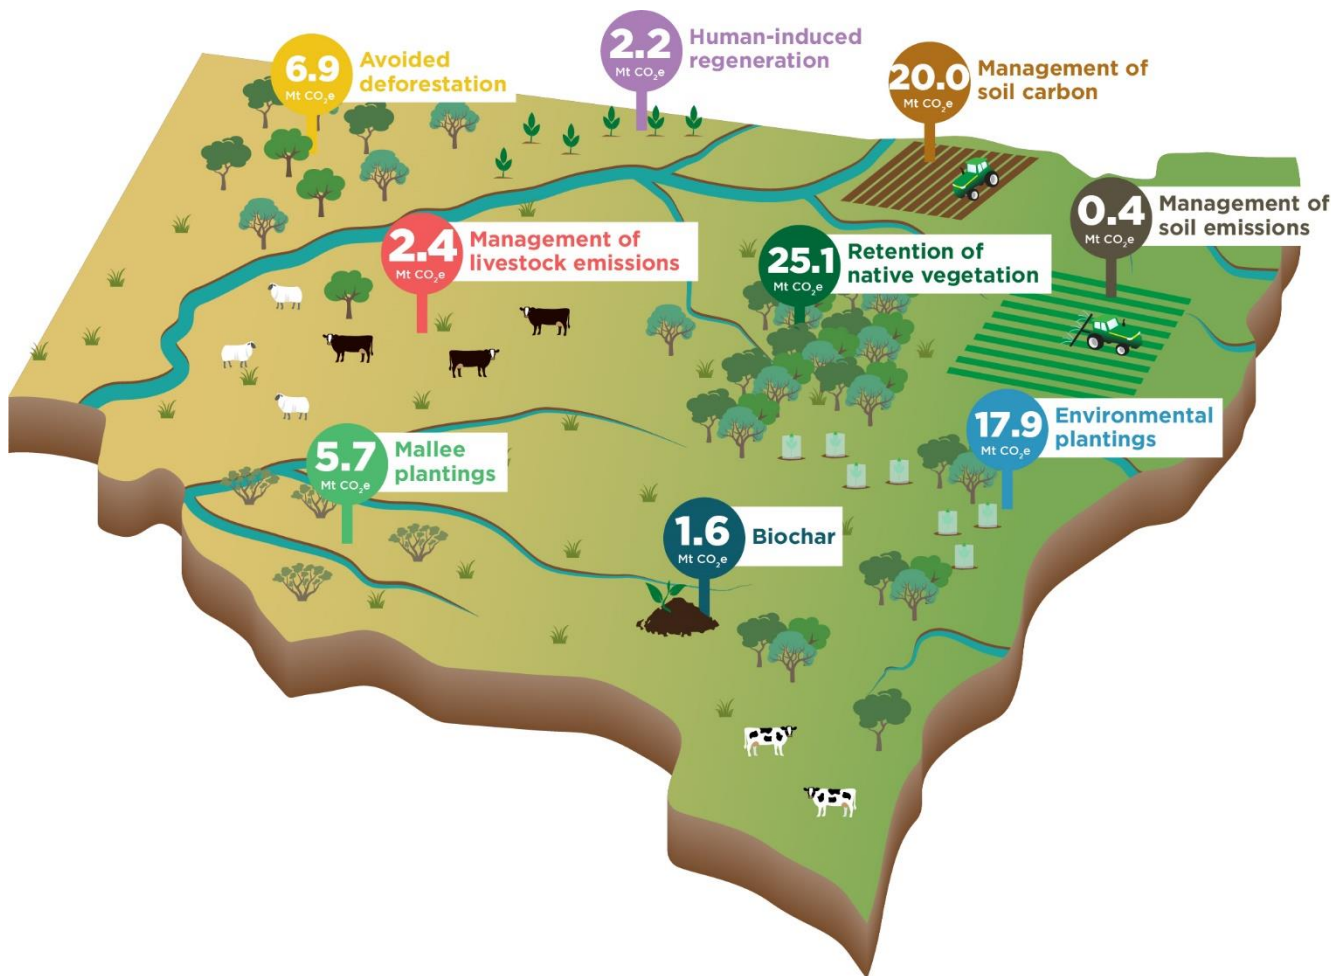 6.9
Mt CO₂e
Avoided
deforestation
2.2
Mt CO₂e
Human-induced
regeneration
20.0
Mt CO₂e
Management of
soil carbon
0.4
Mt CO₂e
Management of
soil emissions
2.4
Mt CO₂e
Management of
livestock emissions
25.1
Mt CO₂e
Retention of
native vegetation
5.7
Mt CO₂e
Mallee
plantings
17.9
Mt CO₂e
Environmental
plantings
1.6
Mt CO₂e
Biochar